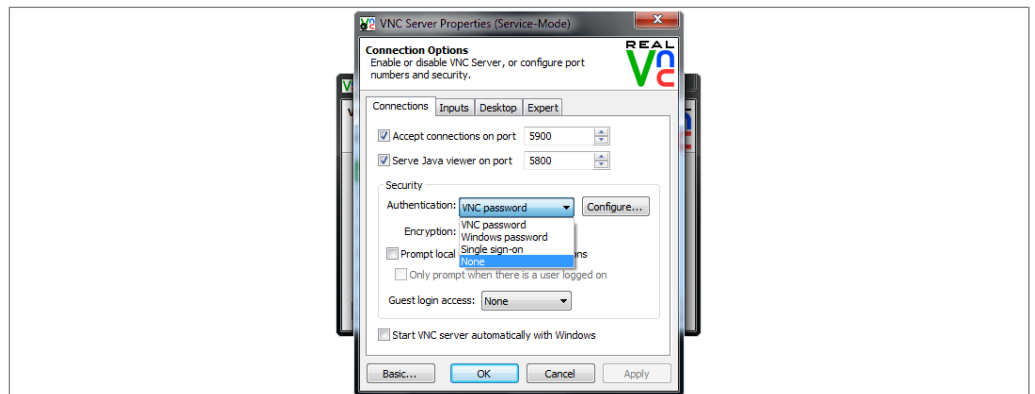 VNC Server Properties (Service-Mode)
Connection Options
Enable or disable VNC Server, or configure port
numbers and security.
REAL
VNC
Connections Inputs Desktop Expert
Accept connections on port 5900
Serve Java viewer on port 5800
Security
Authentication: VNC password Configure...
VNC password
Encryption:
Windows password
Single sign-on
Prompt local ns
None
Only prompt when there is a user logged on
Guest login access: None
Start VNC server automatically with Windows
Basic... OK Cancel Apply